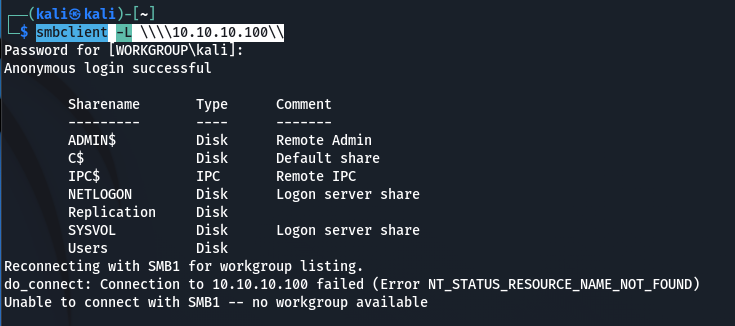 ┌──(kali㉿kali)-[~]
└─$ smbclient -L \\\\10.10.10.100\\
Password for [WORKGROUP\kali]:
Anonymous login successful
Sharename Type Comment
--------- ---- -------
ADMIN$ Disk Remote Admin
C$ Disk Default share
IPC$ IPC Remote IPC
NETLOGON Disk Logon server share
Replication Disk
SYSVOL Disk Logon server share
Users Disk
Reconnecting with SMB1 for workgroup listing.
do_connect: Connection to 10.10.10.100 failed (Error NT_STATUS_RESOURCE_NAME_NOT_FOUND)
Unable to connect with SMB1 -- no workgroup available